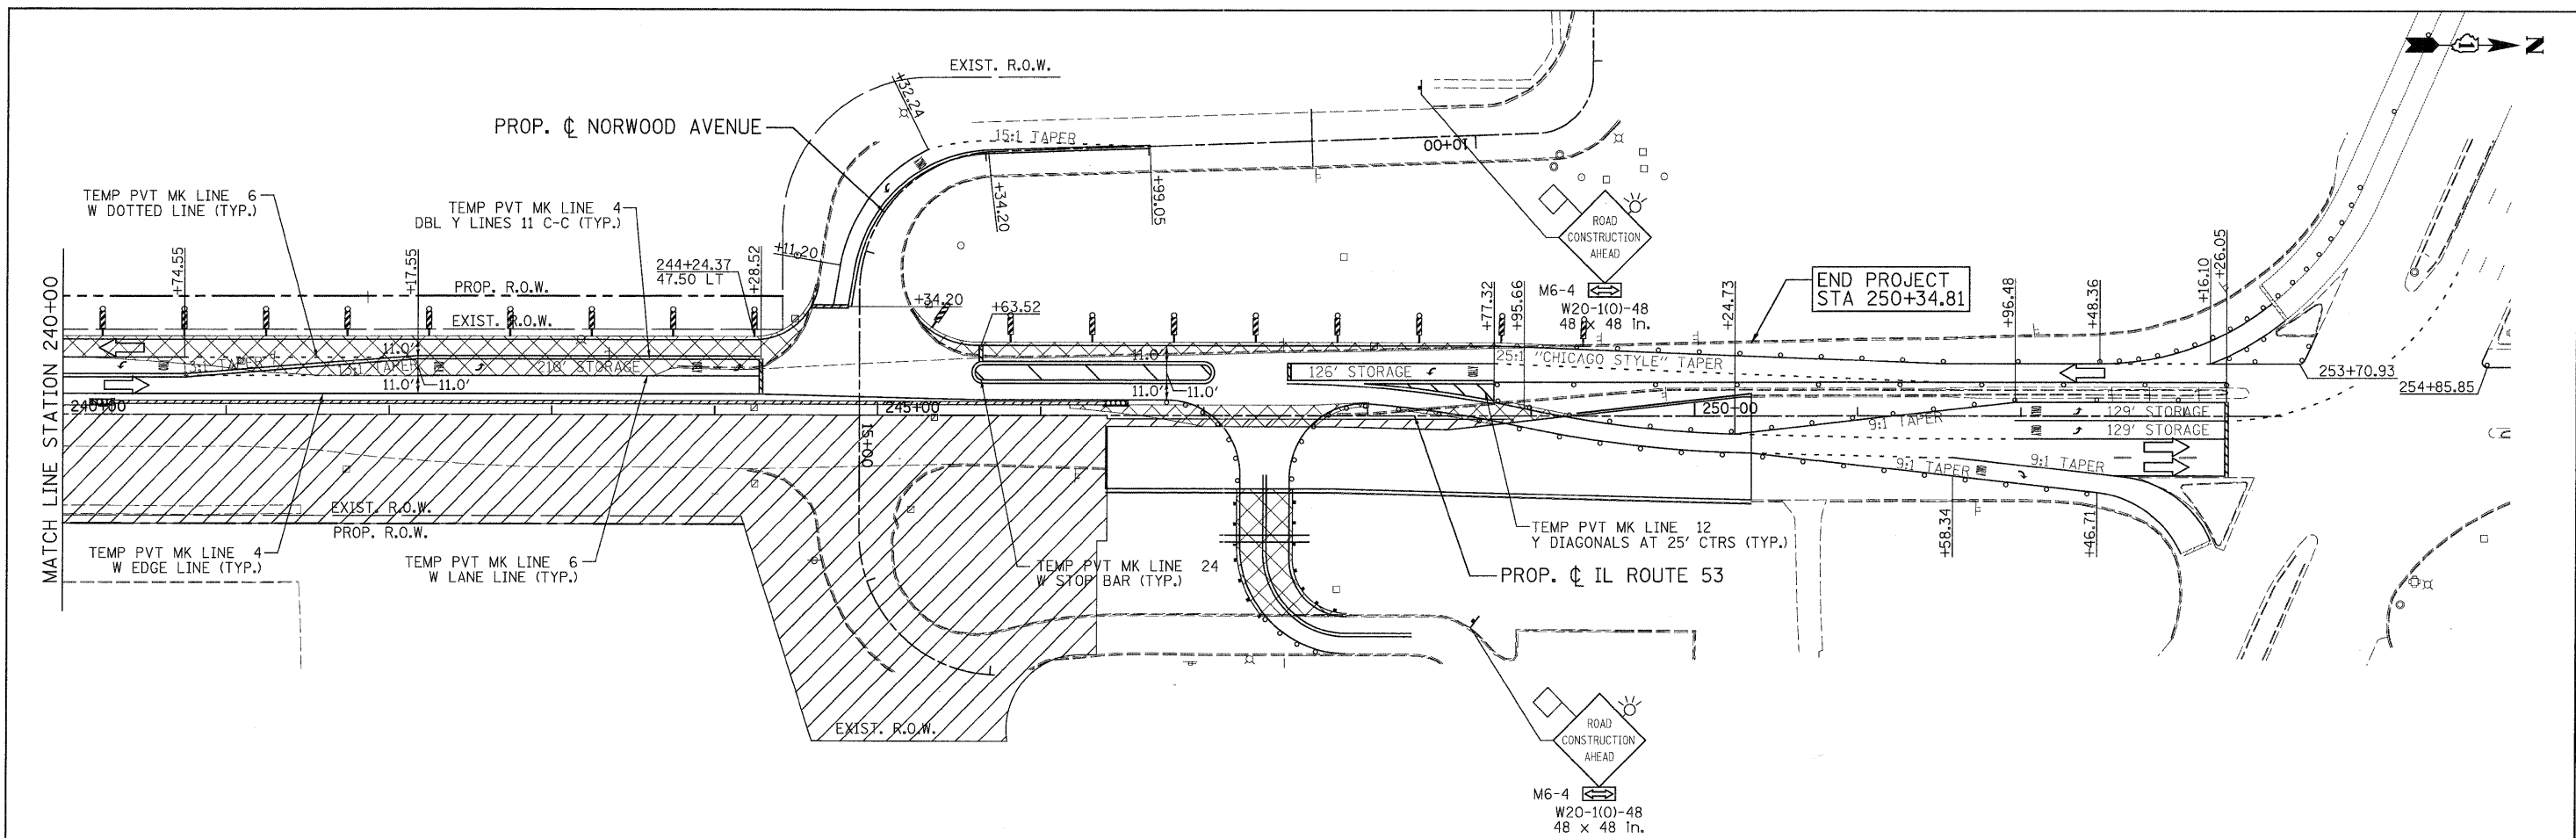 N
1
EXIST. R.O.W.
+32.24
PROP. ℄ NORWOOD AVENUE
15:1 TAPER
110+00
TEMP PVT MK LINE 6
W DOTTED LINE (TYP.)
TEMP PVT MK LINE 4
DBL Y LINES 11 C-C (TYP.)
+34.20
+99.05
ROAD
CONSTRUCTION
AHEAD
M6-4
W20-1(O)-48
48 x 48 in.
MATCH LINE STATION 240+00
+74.55
+17.55
244+24.37
47.50 LT
+28.52
+11.20
+34.20
+63.52
+77.32
+95.66
+24.73
END PROJECT
STA 250+34.81
+96.48
+48.36
+16.10
+26.05
PROP. R.O.W.
EXIST. R.O.W.
11.0'
11.0'
11.0'
15:1 TAPER
210' STORAGE
11.0'
11.0'
11.0'
126' STORAGE
25:1 "CHICAGO STYLE" TAPER
253+70.93
254+85.85
240+00
245+00
250+00
15+00
9:1 TAPER
129' STORAGE
129' STORAGE
9:1 TAPER
9:1 TAPER
EXIST. R.O.W.
PROP. R.O.W.
TEMP PVT MK LINE 4
W EDGE LINE (TYP.)
TEMP PVT MK LINE 6
W LANE LINE (TYP.)
TEMP PVT MK LINE 24
W STOP BAR (TYP.)
TEMP PVT MK LINE 12
Y DIAGONALS AT 25' CTRS (TYP.)
PROP. ℄ IL ROUTE 53
+58.34
+46.71
EXIST. R.O.W.
ROAD
CONSTRUCTION
AHEAD
M6-4
W20-1(O)-48
48 x 48 in.